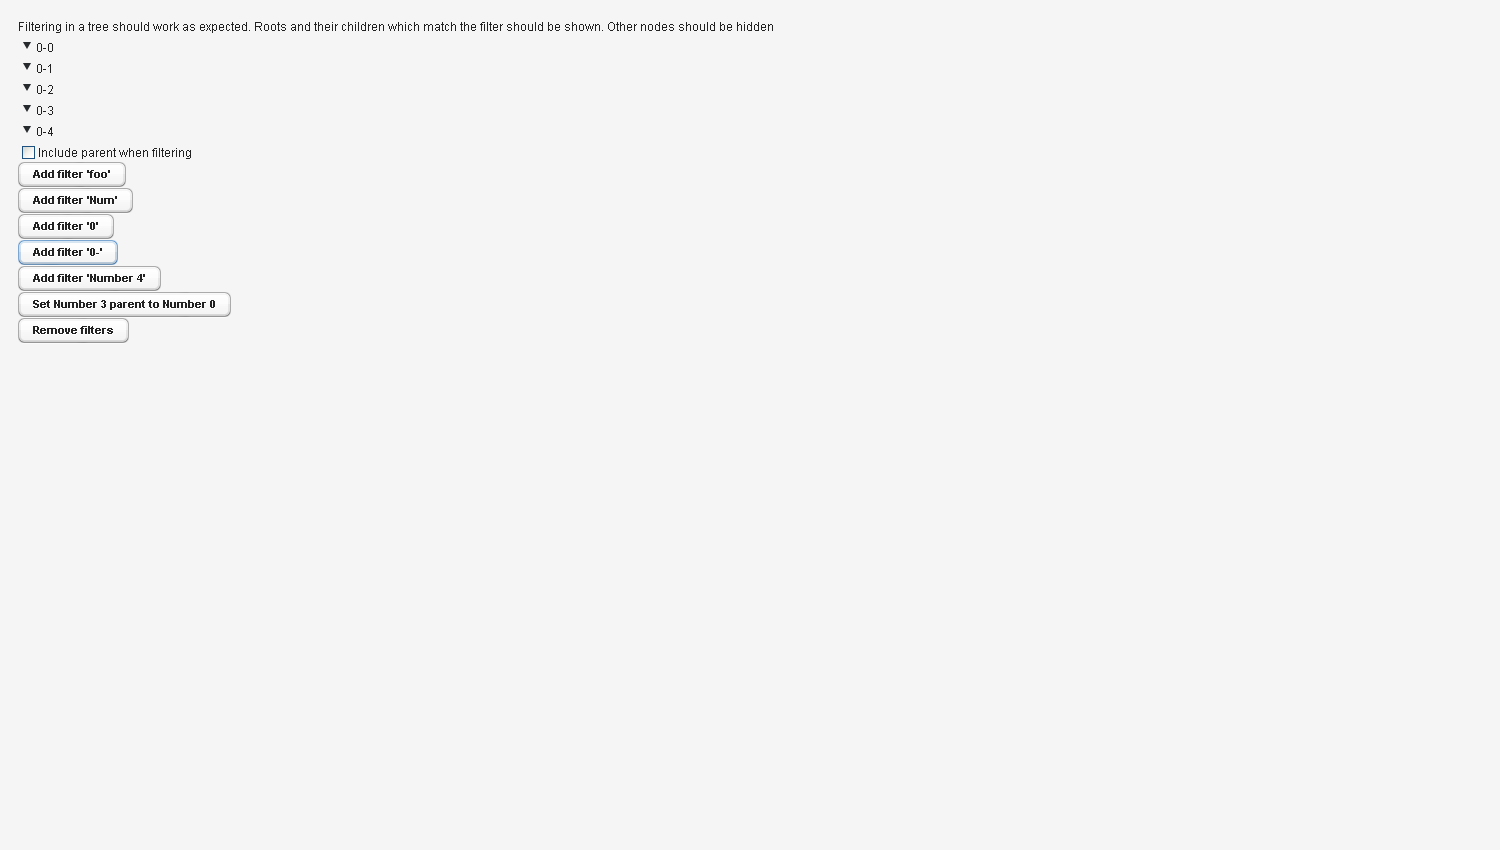 Filtering in a tree should work as expected. Roots and their children which match the filter should be shown. Other nodes should be hidden
0-0
0-1
0-2
0-3
0-4
Include parent when filtering
Add filter 'foo'
Add filter 'Num'
Add filter '0'
Add filter '0-'
Add filter 'Number 4'
Set Number 3 parent to Number 0
Remove filters